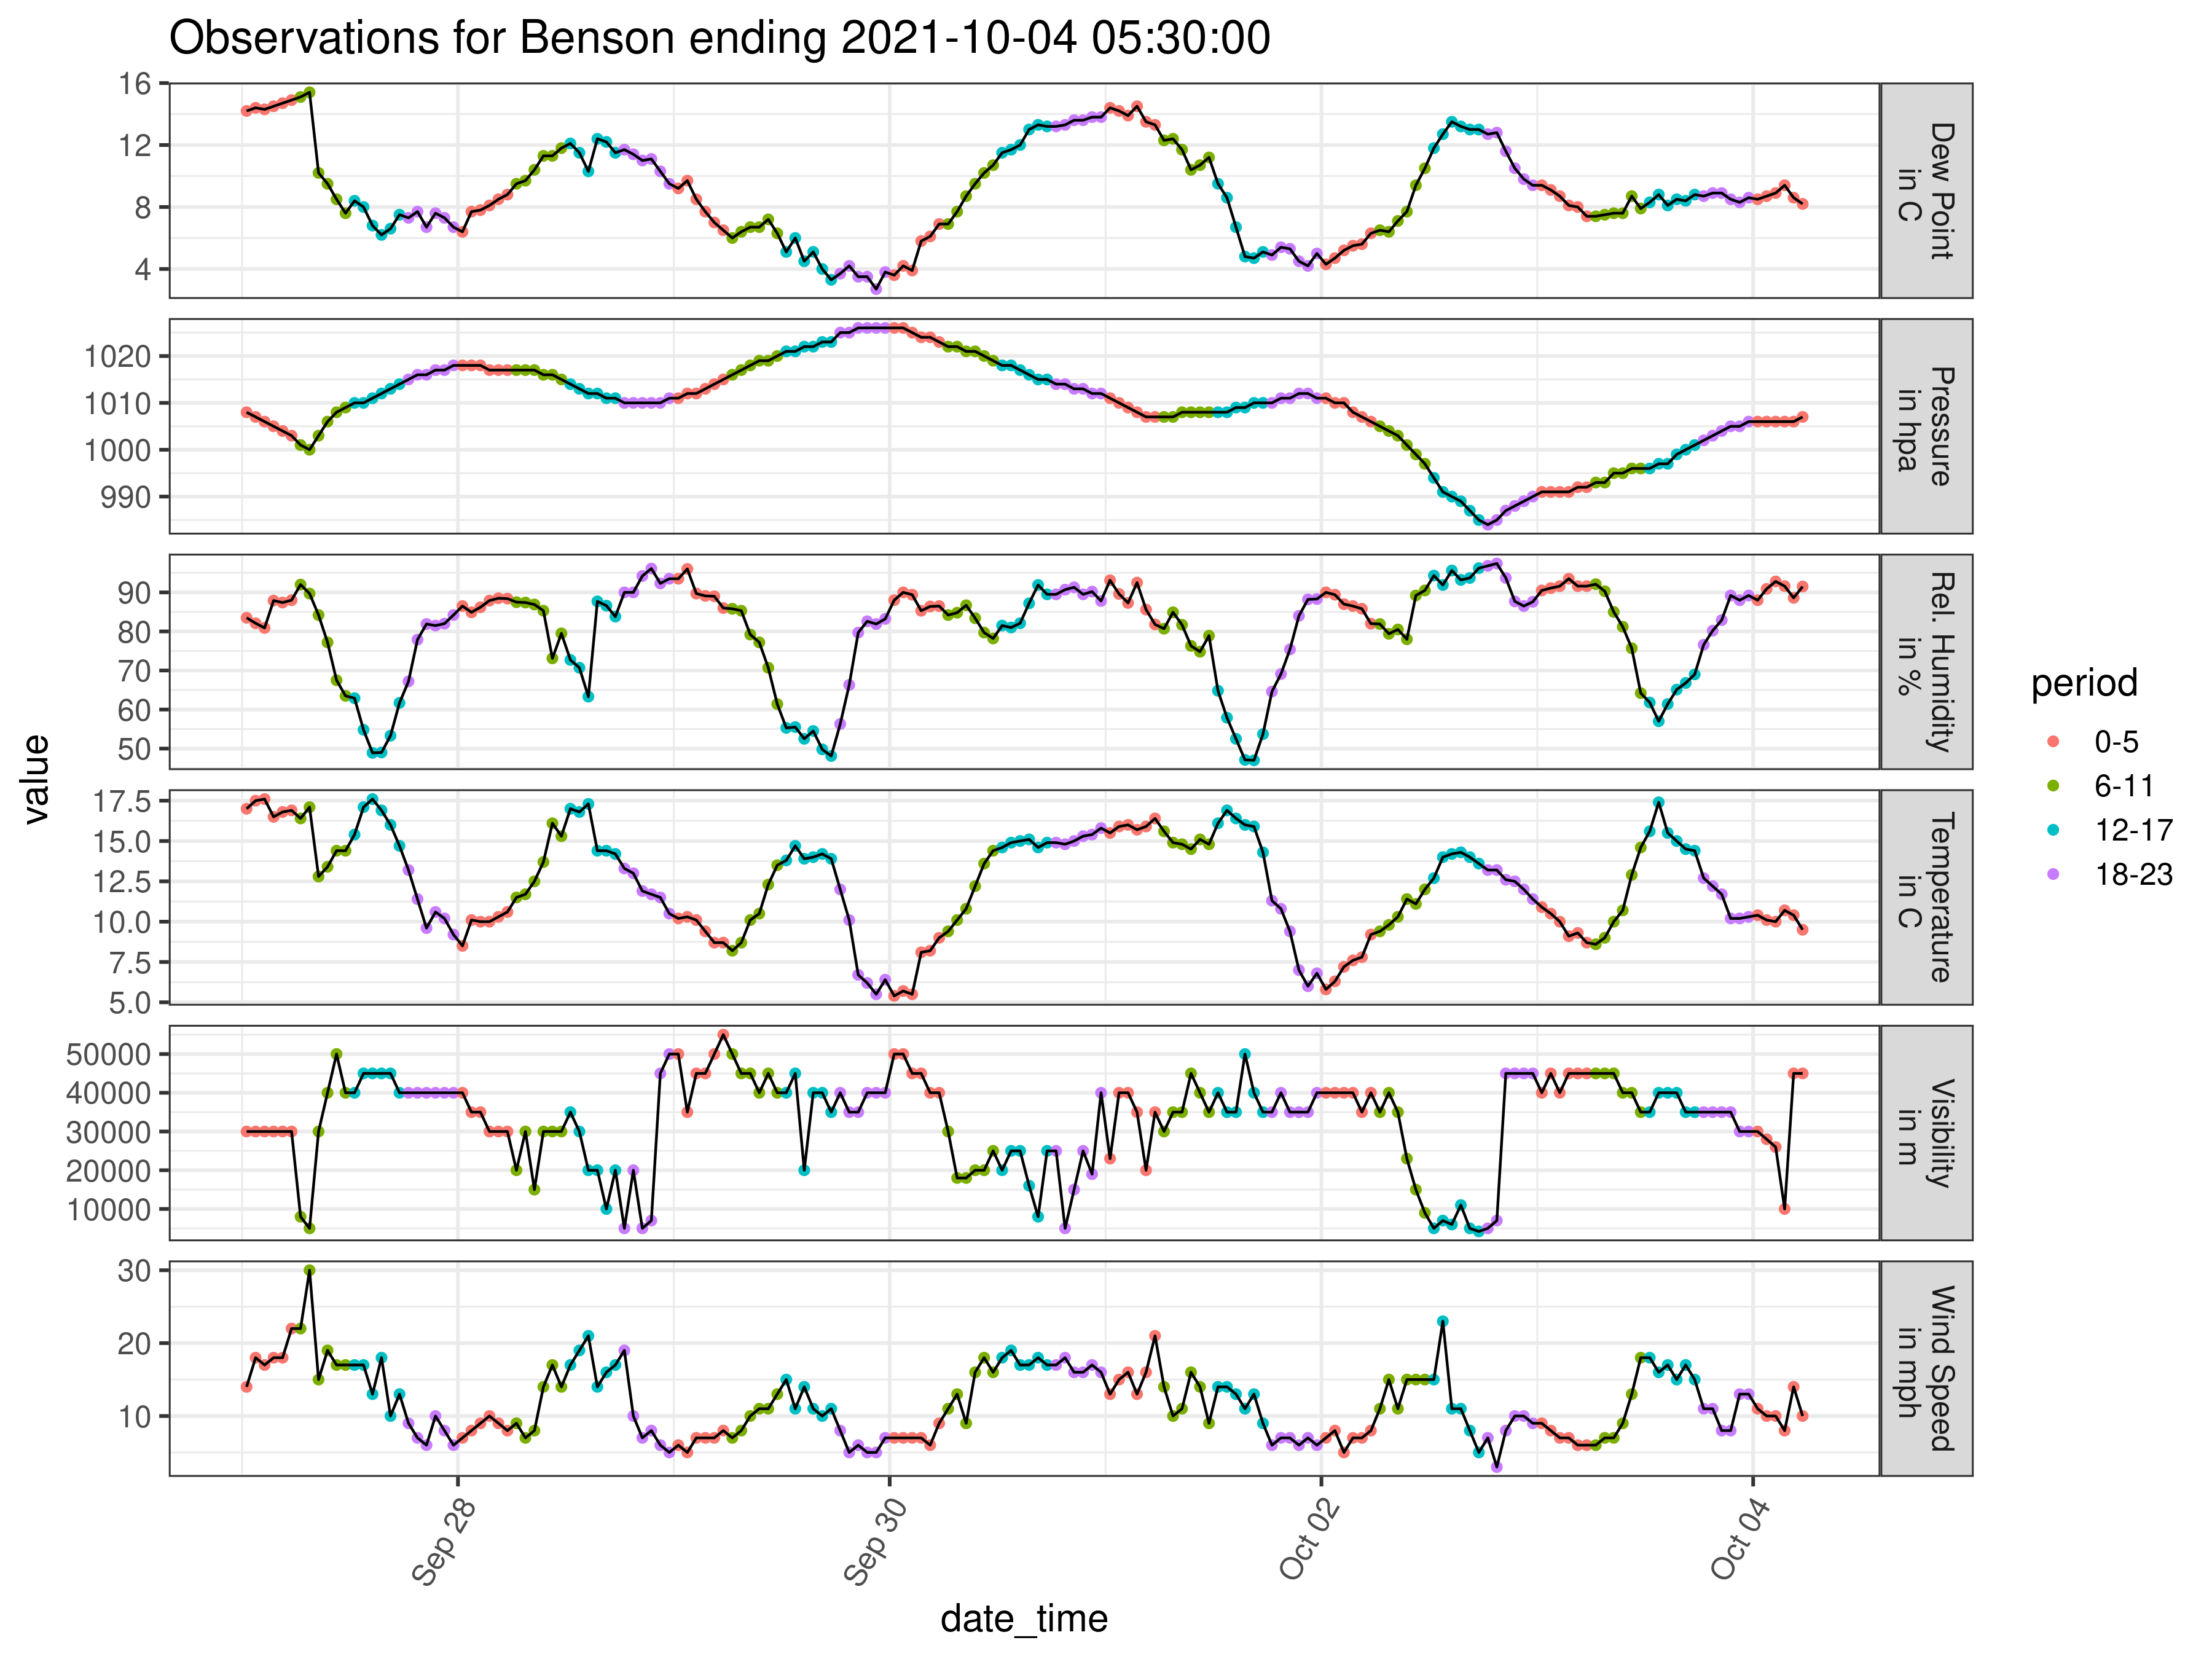 Observations for Benson ending 2021-10-04 05:30:00
16
12
8
4
Dew Point
in C
1020
1010
1000
990
Pressure
in hpa
90
80
70
60
50
Rel. Humidity
in %
17.5
15.0
12.5
10.0
7.5
5.0
Temperature
in C
50000
40000
30000
20000
10000
Visibility
in m
30
20
10
Wind Speed
in mph
value
Sep 28
Sep 30
Oct 02
Oct 04
date_time
period
0-5
6-11
12-17
18-23